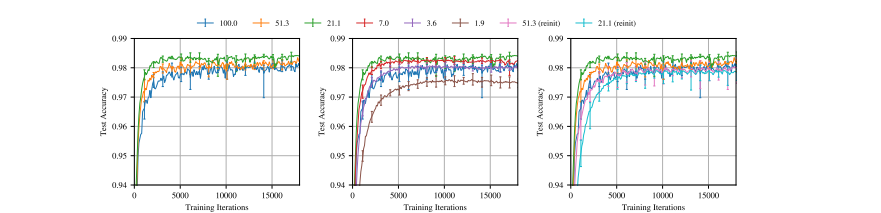 100.0 51.3 21.1 7.0 3.6 1.9 51.3 (reinit) 21.1 (reinit)
0.99 0.99 0.99
0.98 0.98 0.98
0.97 0.97 0.97
0.96 0.96 0.96
0.95 0.95 0.95
0.94 0.94 0.94
Test Accuracy Test Accuracy Test Accuracy
0 5000 10000 15000 0 5000 10000 15000 0 5000 10000 15000
Training Iterations Training Iterations Training Iterations